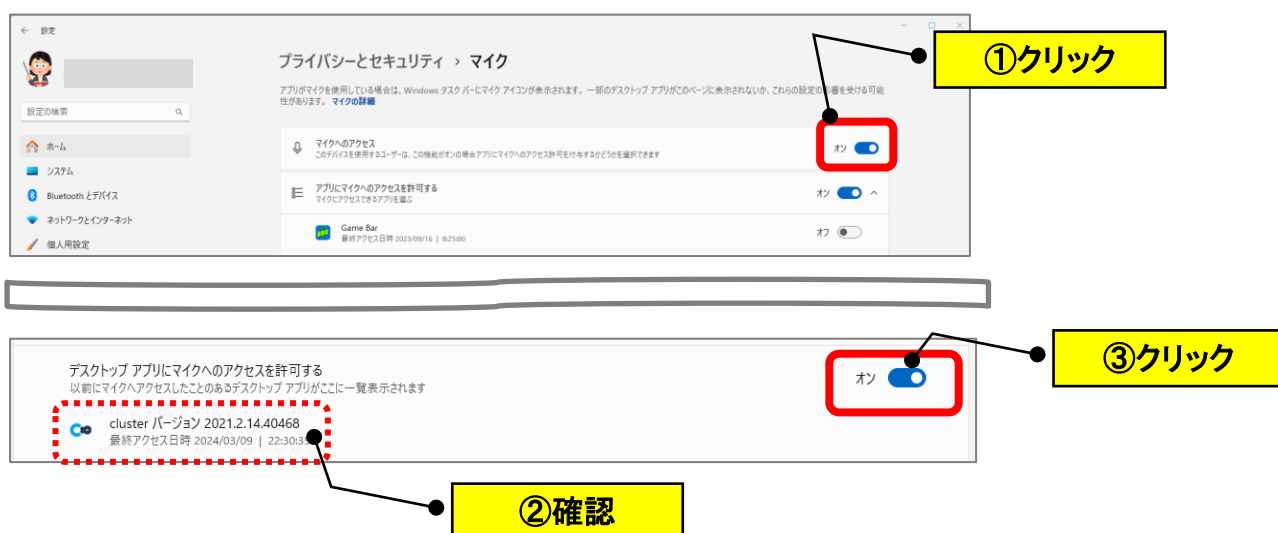 ← 設定
プライバシーとセキュリティ › マイク
①クリック
アプリがマイクを使用している場合は、Windows タスク バーにマイク アイコンが表示されます。一部のデスクトップ アプリがこのページに表示されないか、これらの設定の影響を受ける可能
性があります。 マイクの詳細
設定の検索
ホーム
システム
Bluetooth とデバイス
ネットワークとインターネット
個人用設定
マイクへのアクセス
このデバイスを使用するユーザーは、この機能がオンの場合アプリにマイクへのアクセス許可を付与するかどうかを選択できます
オン
アプリにマイクへのアクセスを許可する
マイクにアクセスできるアプリを選ぶ
オン
Game Bar
最終アクセス日時 2023/09/16 | 8:25:00
オフ
デスクトップ アプリにマイクへのアクセスを許可する
以前にマイクへアクセスしたことのあるデスクトップ アプリがここに一覧表示されます
オン
③クリック
cluster バージョン 2021.2.14.40468
最終アクセス日時 2024/03/09 |
②確認